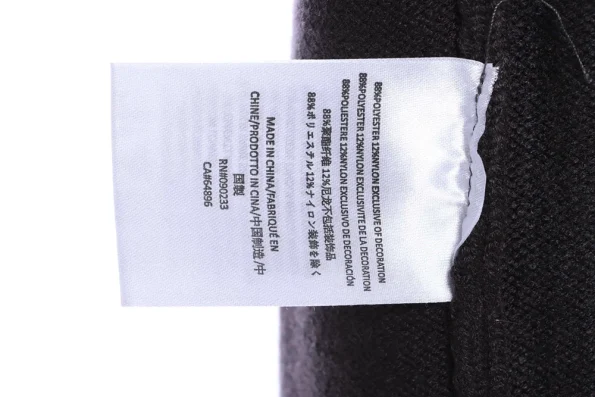 88%POLYESTER 12%NYLON EXCLUSIVE OF DECORATION
88%POLYESTER 12%NYLON EXCLUSIVITE DE LA DECORATION
88%POLIESTERE 12%NYLON EXCLUSIVO DE DECORACIÓN
88%聚酯纤维 12%尼龙不包括装饰品
88%ポリエステル 12%ナイロン 装飾を除く
MADE IN CHINA/FABRIQUÉ EN
CHINE/PRODOTTO IN CINA/中国制造 /中
国製
RN#090233
CA#64896